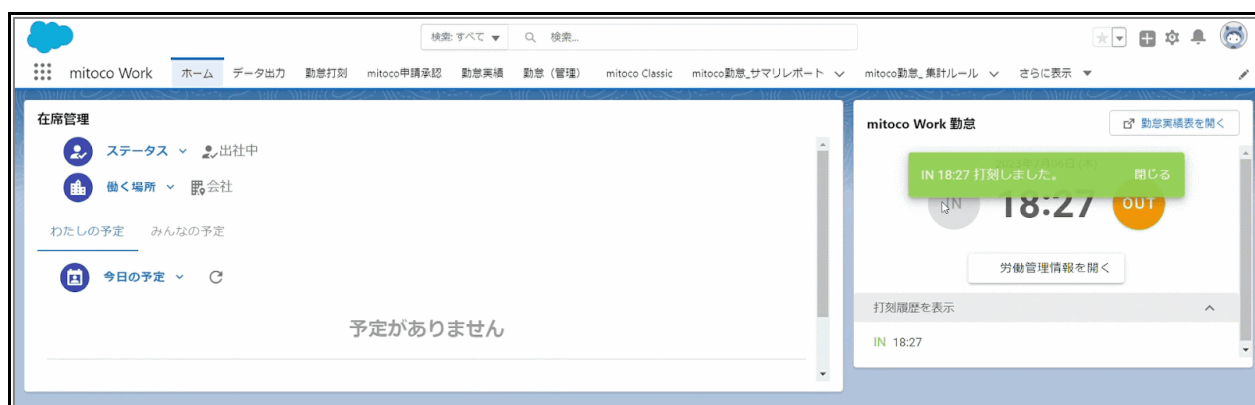 検索: すべて
検索...
mitoco Work
ホーム
データ出力
勤怠打刻
mitoco申請承認
勤怠実績
勤怠（管理）
mitoco Classic
mitoco勤怠_サマリレポート
mitoco勤怠_集計ルール
さらに表示
在席管理
ステータス
出社中
働く場所
会社
わたしの予定
みんなの予定
今日の予定
予定がありません
mitoco Work 勤怠
勤怠実績表を開く
IN 18:27 打刻しました。
閉じる
IN
18:27
OUT
労働管理情報を開く
打刻履歴を表示
IN 18:27